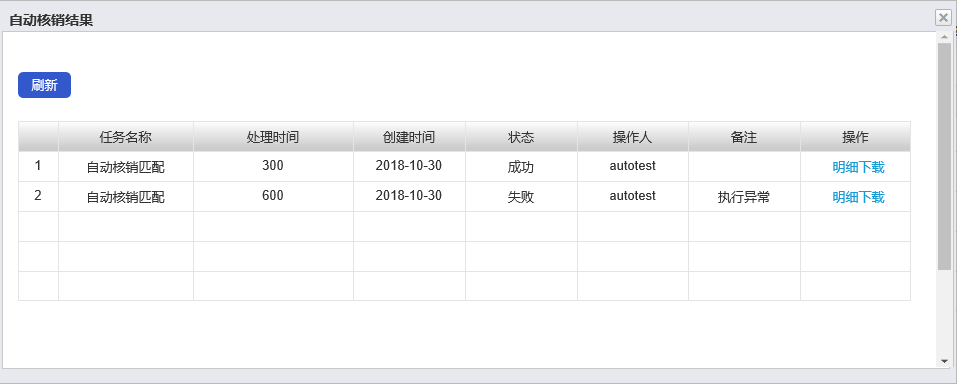 自动核销结果
刷新
任务名称 处理时间 创建时间 状态 操作人 备注 操作
1 自动核销匹配 300 2018-10-30 成功 autotest 明细下载
2 自动核销匹配 600 2018-10-30 失败 autotest 执行异常 明细下载